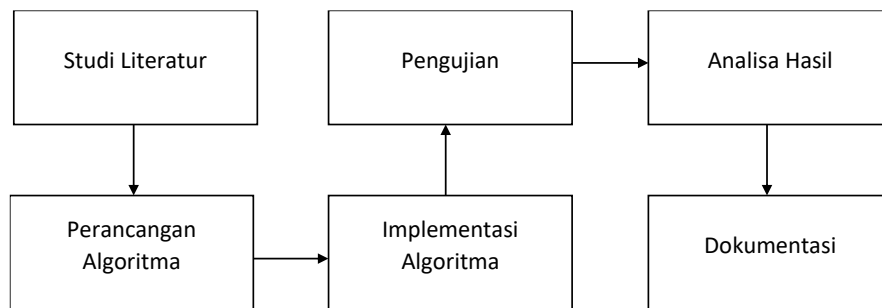 Studi Literatur
Pengujian
Analisa Hasil
Perancangan
Algoritma
Implementasi
Algoritma
Dokumentasi